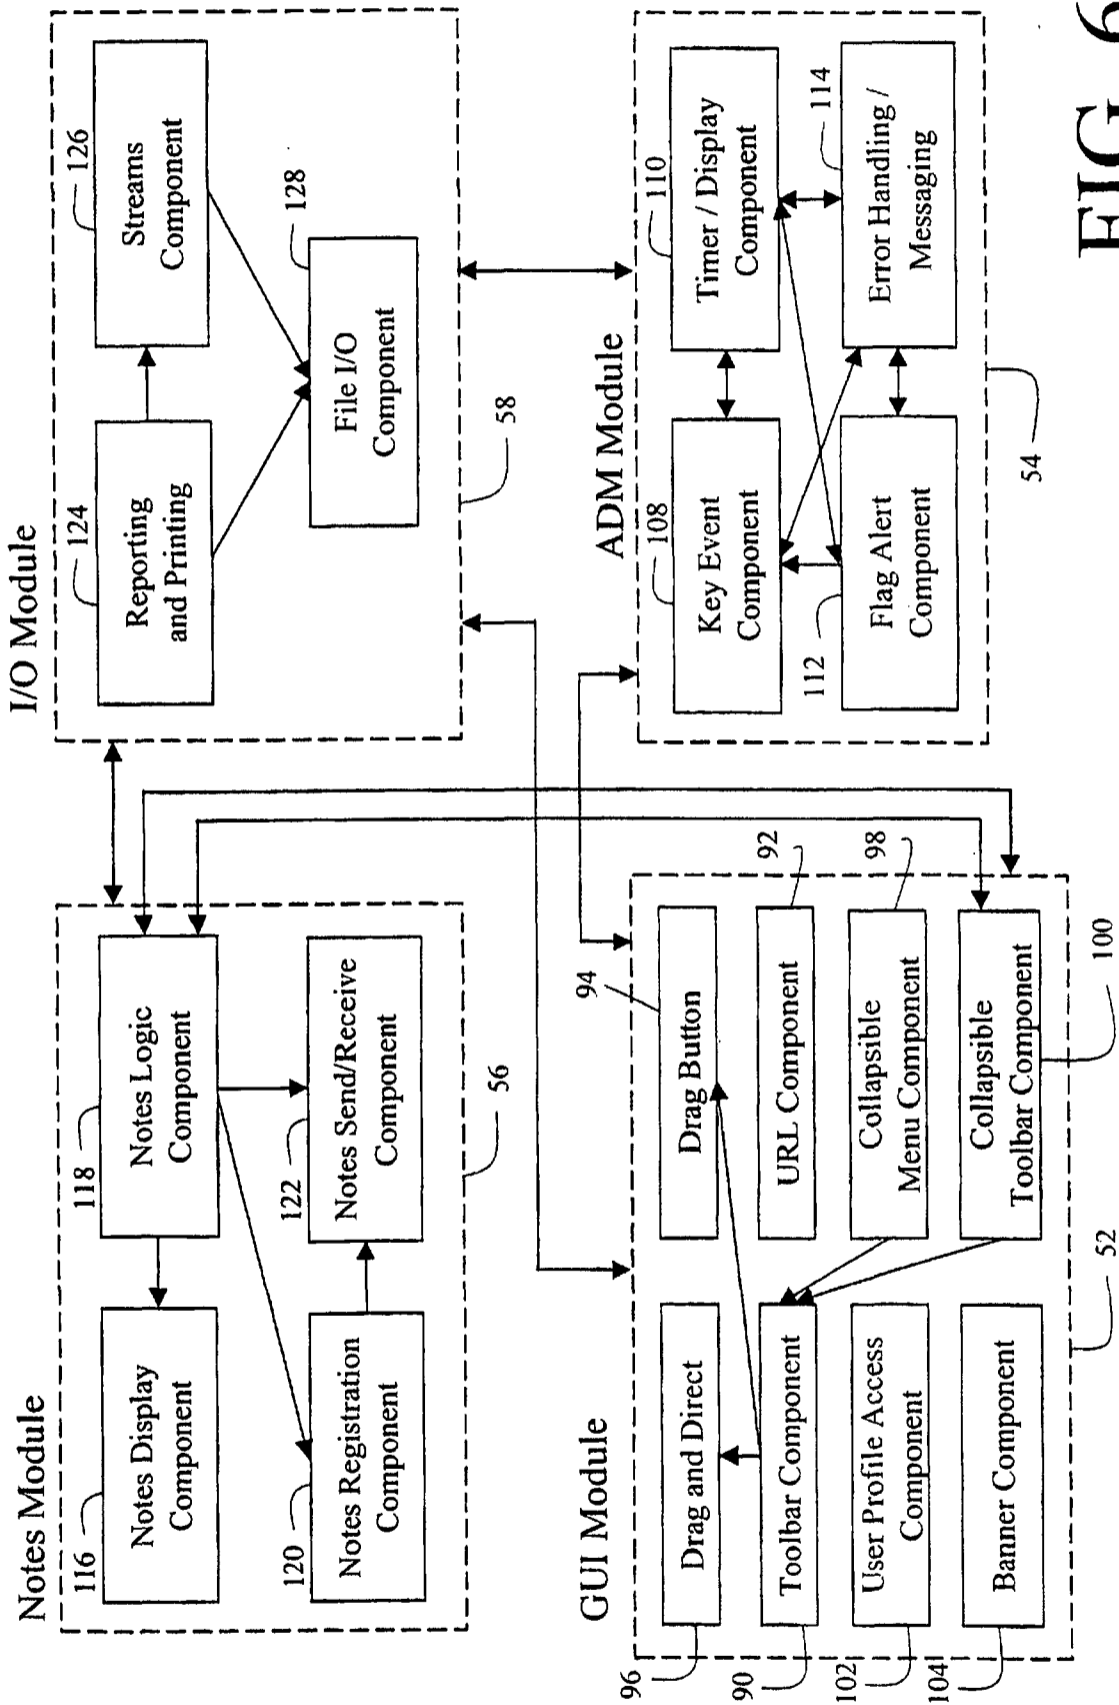 Notes Module
116
Notes Display
Component
118
Notes Logic
Component
120
Notes Registration
Component
122
Notes Send/Receive
Component
56
I/O Module
124
Reporting
and Printing
126
Streams
Component
128
File I/O
Component
58
GUI Module
96
Drag and Direct
94
Drag Button
90
Toolbar Component
92
URL Component
102
User Profile Access
Component
98
Collapsible
Menu Component
104
Banner Component
Collapsible
Toolbar Component
100
52
ADM Module
108
Key Event
Component
110
Timer / Display
Component
112
Flag Alert
Component
114
Error Handling /
Messaging
54
FIG 6